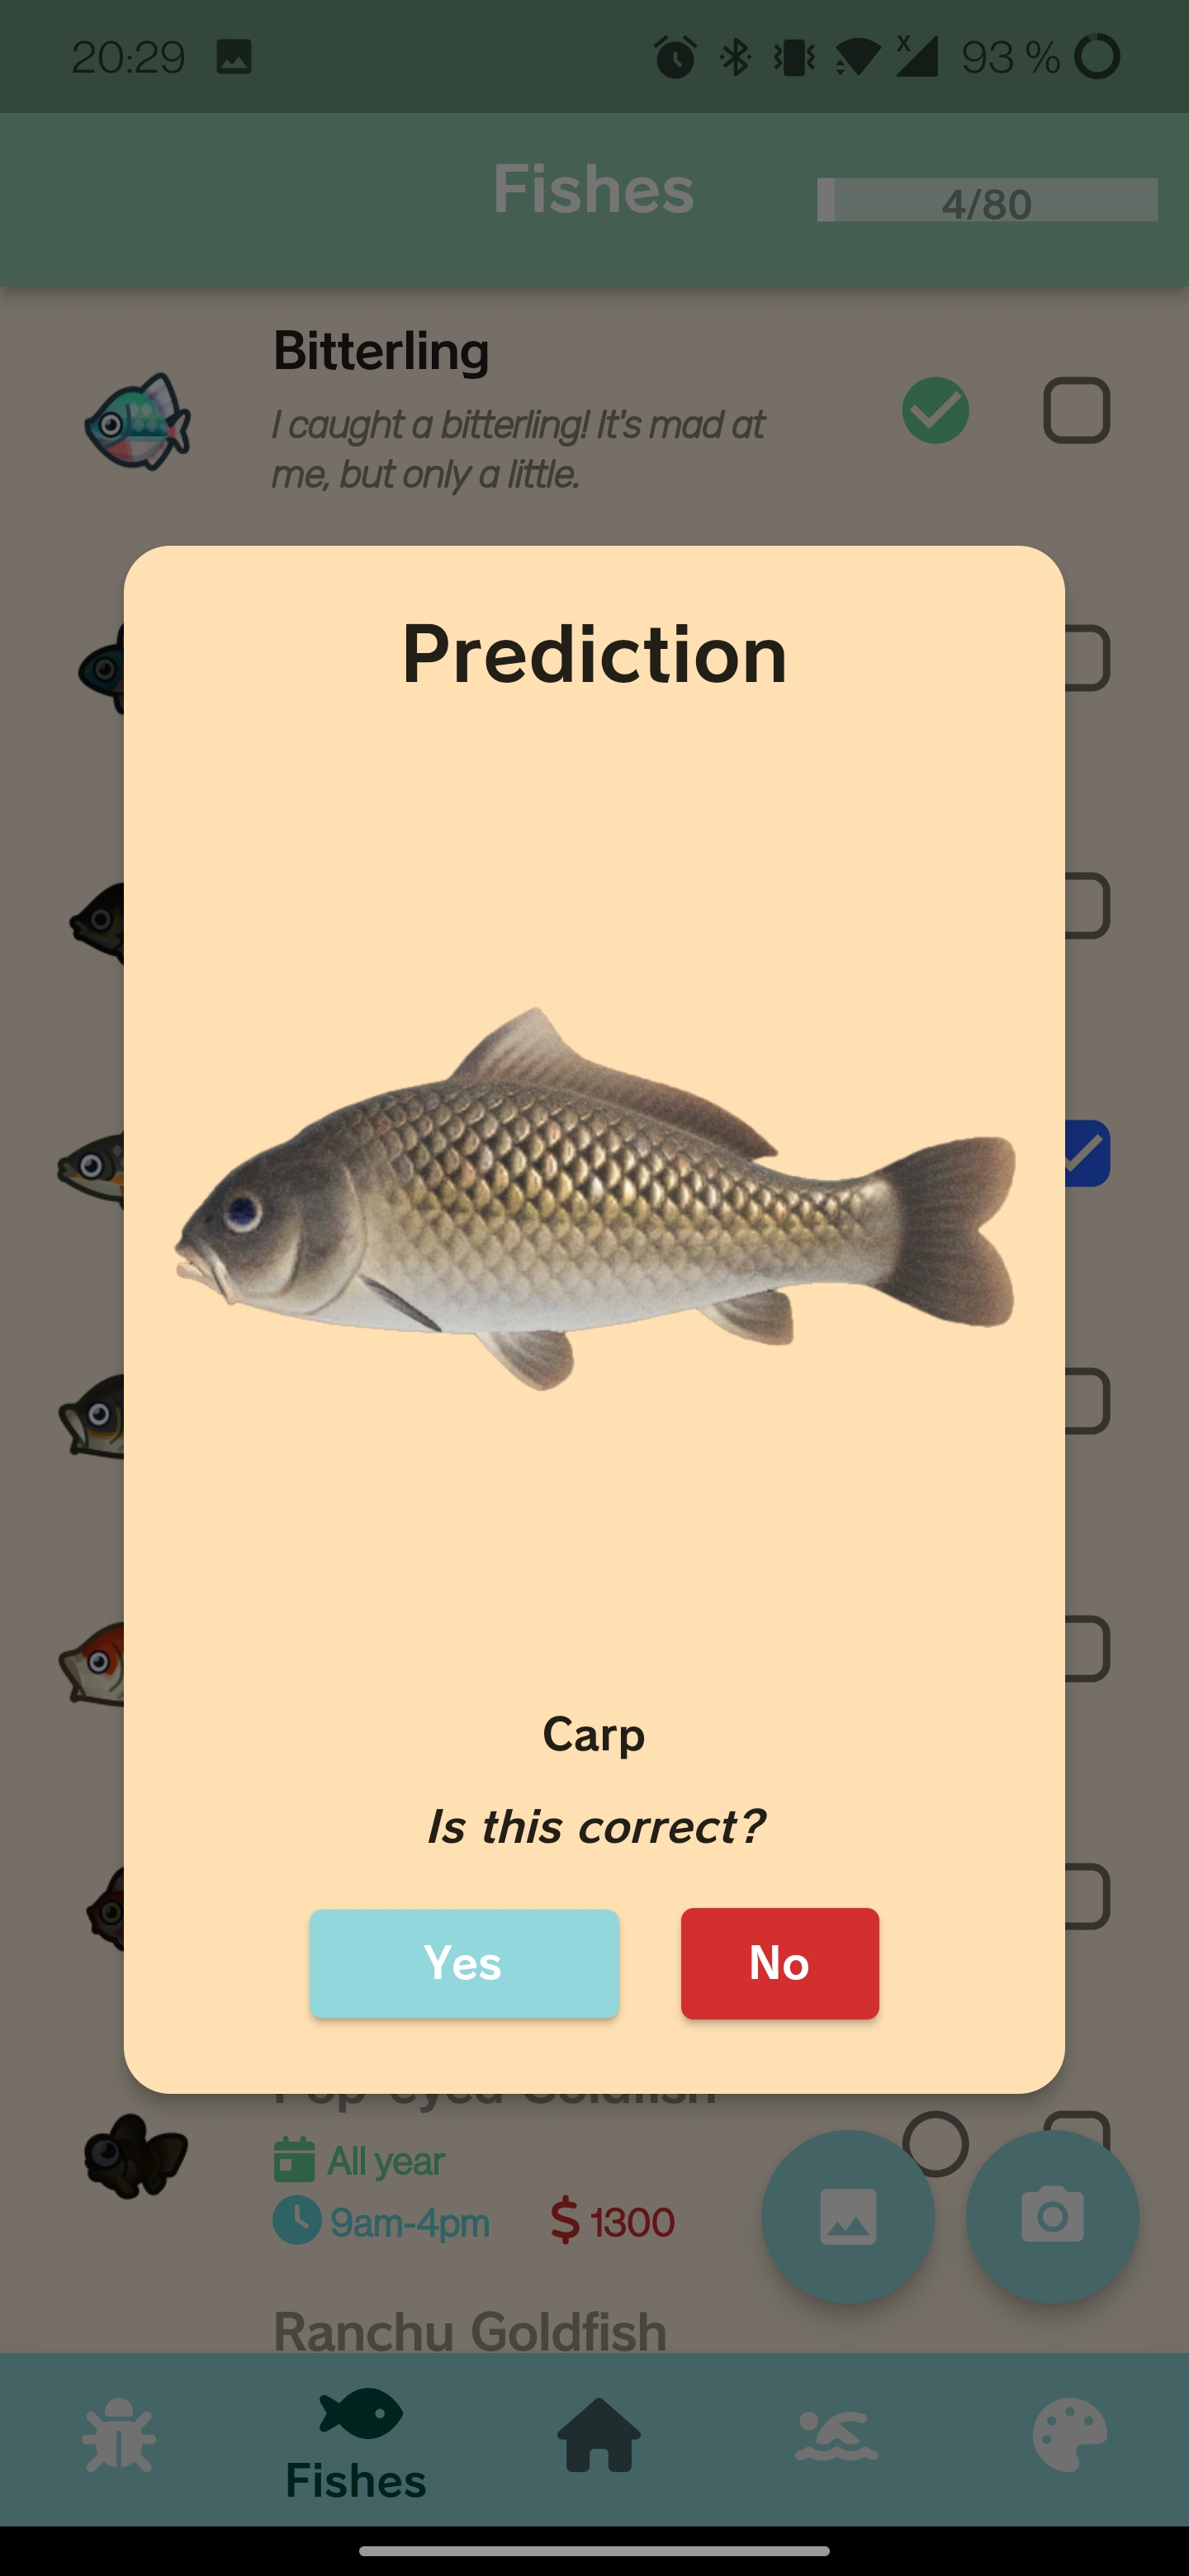 20:29
93 %
Fishes
4/80
Bitterling
I caught a bitterling! It's mad at
me, but only a little.
Prediction
Carp
Is this correct?
Yes
No
Pop-eyed Goldfish
All year
9am-4pm
$ 1300
Ranchu Goldfish
Fishes